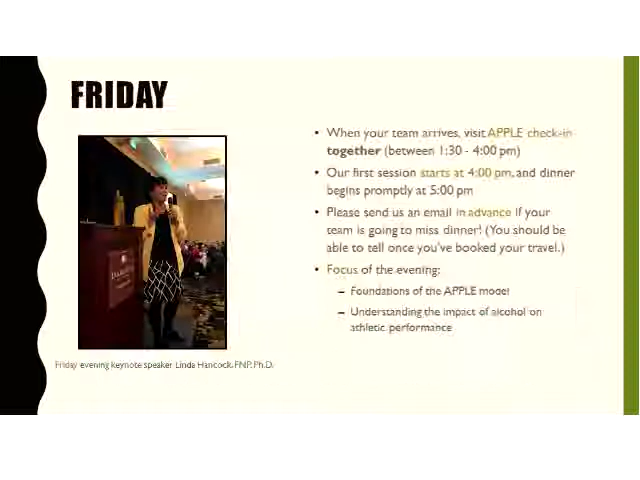 FRIDAY
• When your team arrives, visit APPLE check-in
together (between 1:30 - 4:00 pm)
• Our first session starts at 4:00 pm, and dinner
begins promptly at 5:00 pm
• Please send us an email in advance if your
team is going to miss dinner! (You should be
able to tell once you've booked your travel.)
• Focus of the evening:
– Foundations of the APPLE model
– Understanding the impact of alcohol on
athletic performance
Friday evening keynote speaker Linda Hancock, FNP, Ph.D.